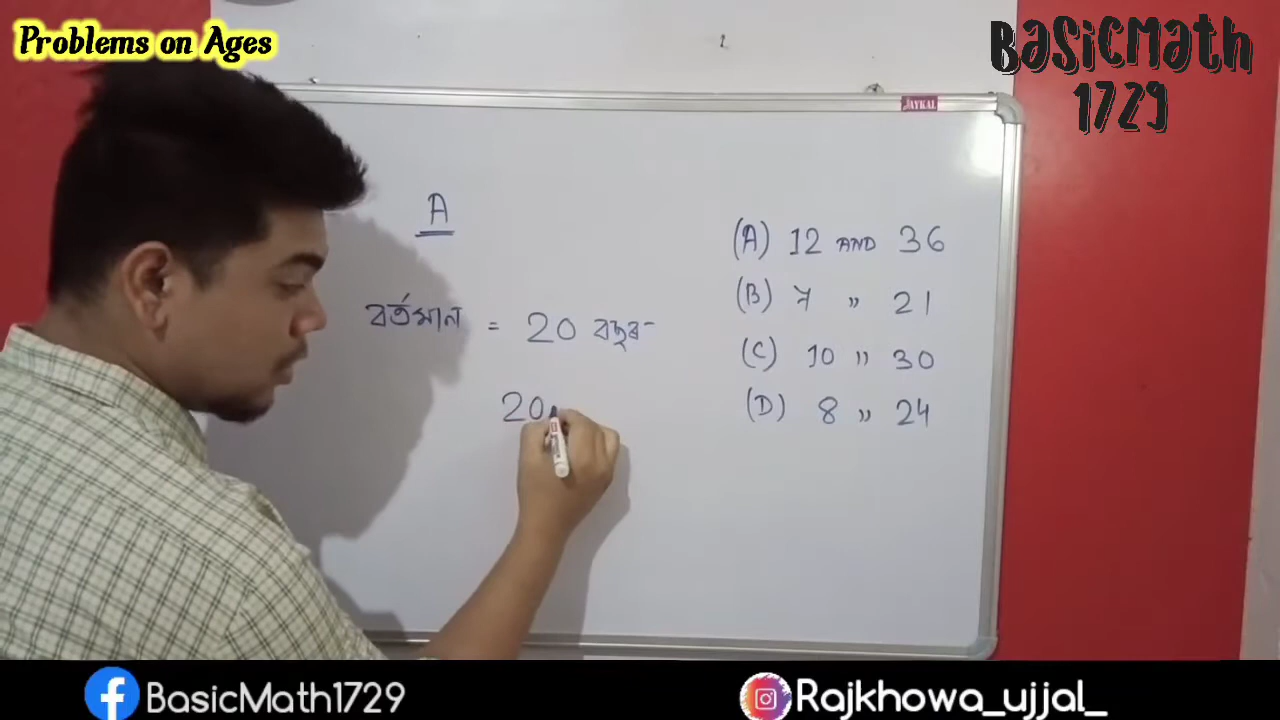 Problems on Ages
BaSiCMath
1729
JAYKAL
A
বৰ্তমান = 20 বছৰ
20
(A) 12 AND 36
(B) 7 " 21
(C) 10 " 30
(D) 8 " 24
BasicMath1729
Rajkhowa_ujjal_